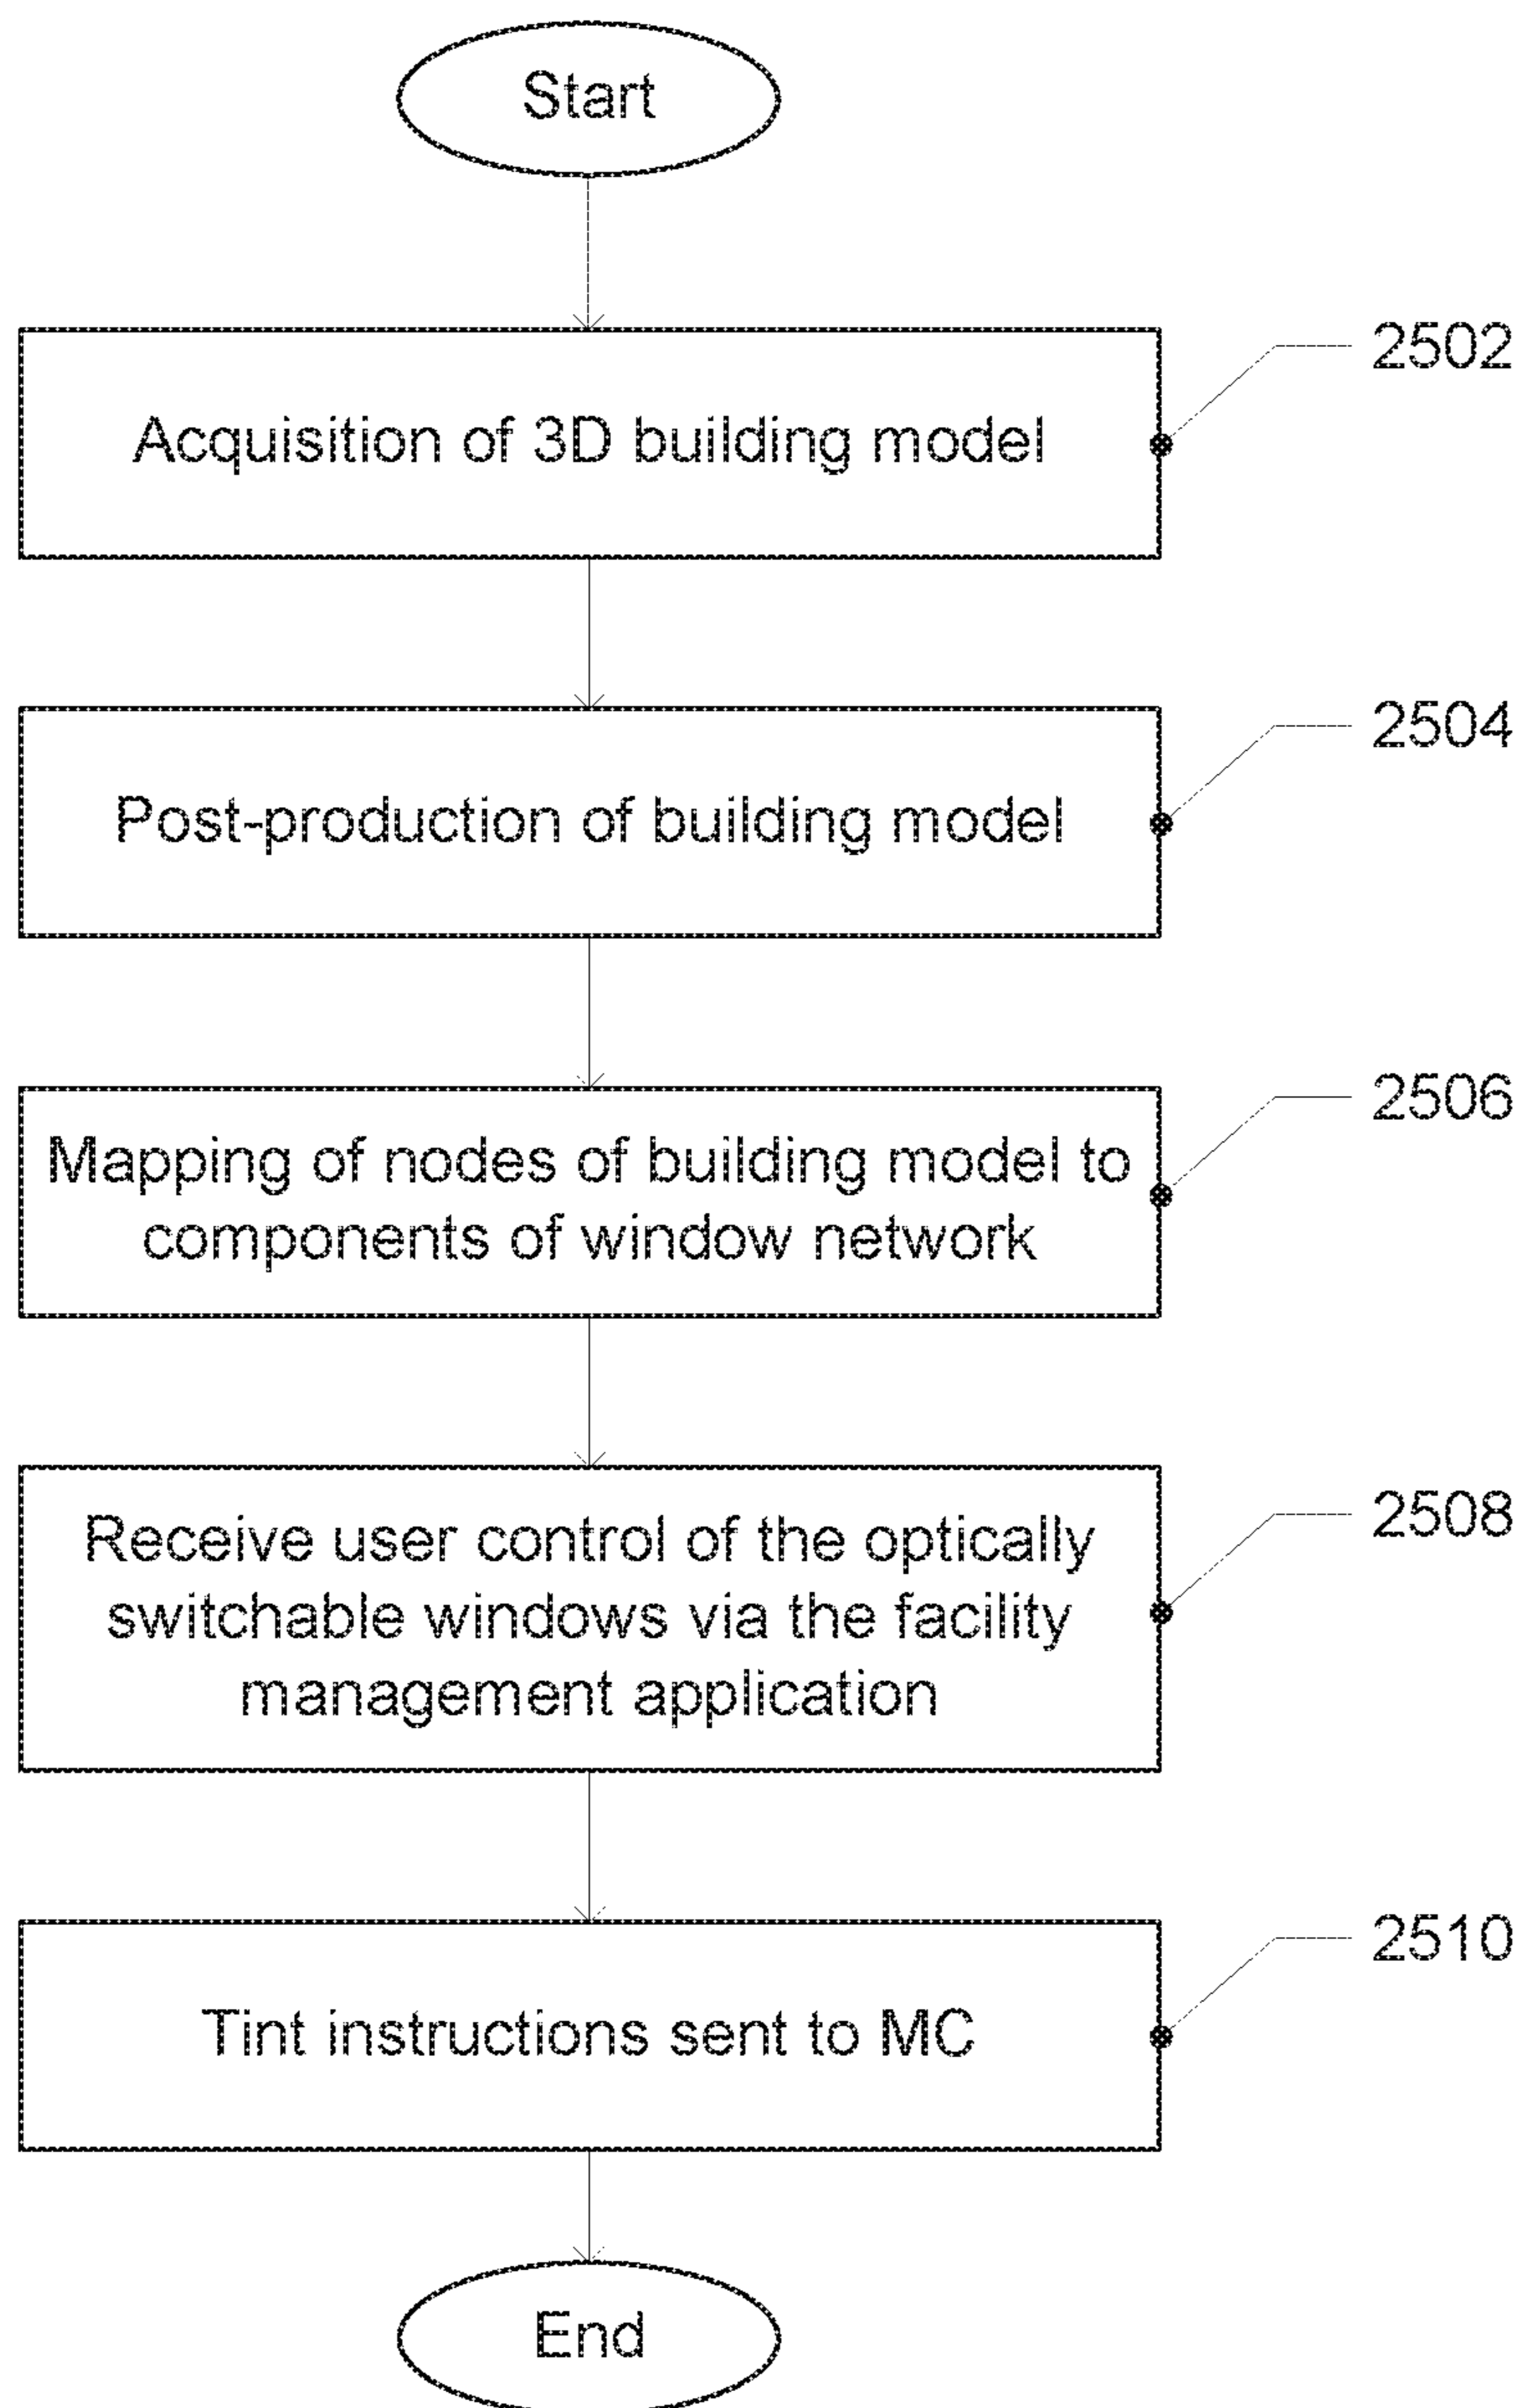 Start
2502
Acquisition of 3D building model
2504
Post-production of building model
2506
Mapping of nodes of building model to
components of window network
2508
Receive user control of the optically
switchable windows via the facility
management application
2510
Tint instructions sent to MC
End